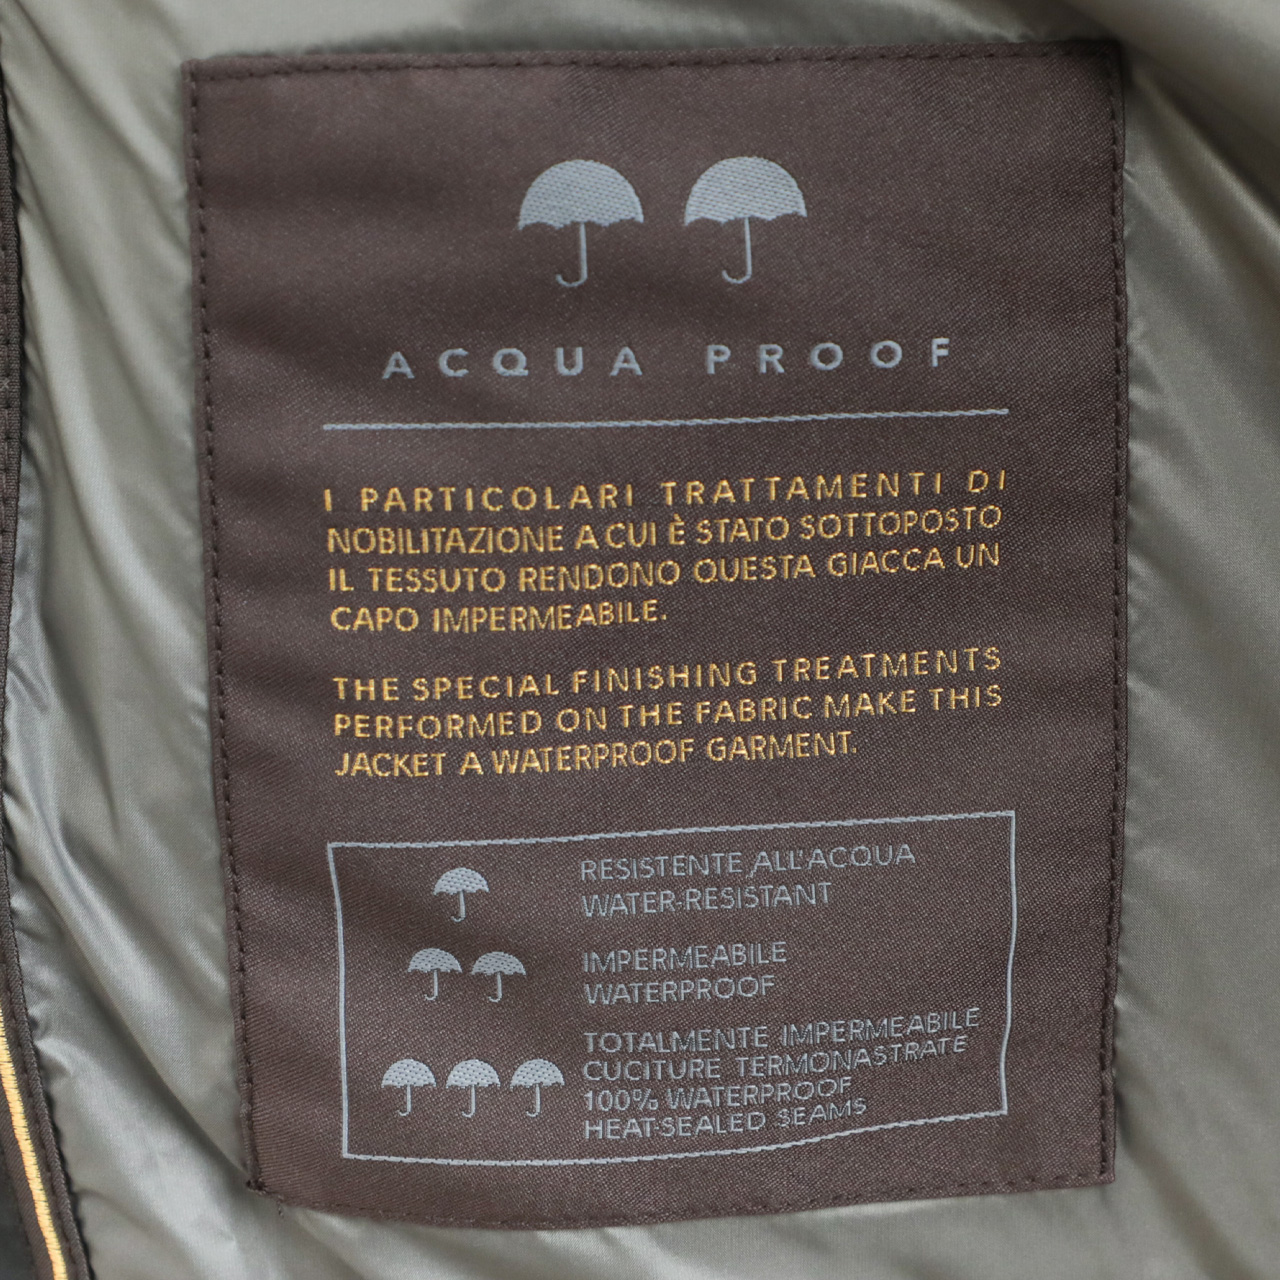 ACQUA PROOF
I PARTICOLARI TRATTAMENTI DI
NOBILITAZIONE A CUI È STATO SOTTOPOSTO
IL TESSUTO RENDONO QUESTA GIACCA UN
CAPO IMPERMEABILE.
THE SPECIAL FINISHING TREATMENTS
PERFORMED ON THE FABRIC MAKE THIS
JACKET A WATERPROOF GARMENT.
RESISTENTE ALL'ACQUA
WATER-RESISTANT
IMPERMEABILE
WATERPROOF
TOTALMENTE IMPERMEABILE
CUCITURE TERMONASTRATE
100% WATERPROOF
HEAT-SEALED SEAMS